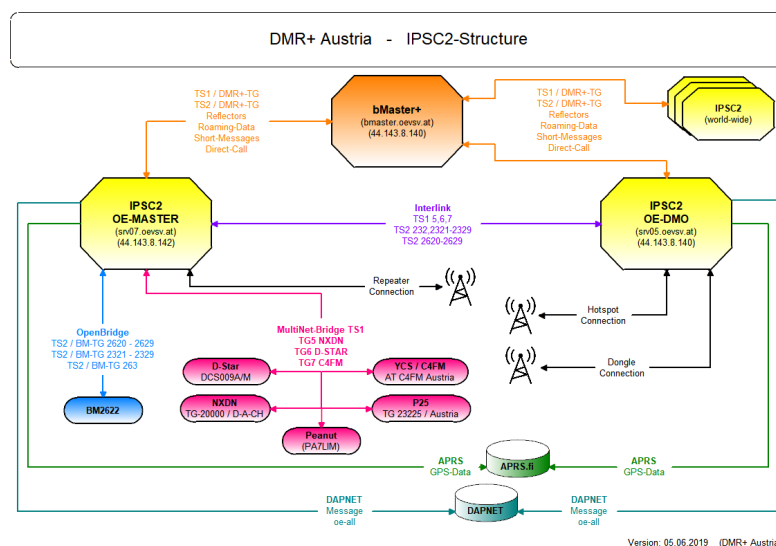 DMR+ Austria - IPSC2-Structure
TS1 / DMR+-TG
TS2 / DMR+-TG
Reflectors
Roaming-Data
Short-Messages
Direct-Call
bMaster+
(bmaster.oevsv.at)
(44.143.8.140)
TS1 / DMR+-TG
TS2 / DMR+-TG
Reflectors
Roaming-Data
Short-Messages
Direct-Call
IPSC2
(world-wide)
IPSC2
OE-MASTER
(srv07.oevsv.at)
(44.143.8.142)
Interlink
TS1 5,6,7
TS2 232,2321-2329
TS2 2620-2629
IPSC2
OE-DMO
(srv05.oevsv.at)
(44.143.8.140)
Repeater
Connection
Hotspot
Connection
Dongle
Connection
OpenBridge
TS2 / BM-TG 2620 - 2629
TS2 / BM-TG 2321 - 2329
TS2 / BM-TG 263
BM2622
MultiNet-Bridge TS1
TG5 NXDN
TG6 D-STAR
TG7 C4FM
D-Star
DCS009A/M
YCS / C4FM
AT C4FM Austria
NXDN
TG-20000 / D-A-CH
P25
TG 23225 / Austria
Peanut
(PA7LIM)
APRS
GPS-Data
APRS.fi
APRS
GPS-Data
DAPNET
Message
oe-all
DAPNET
DAPNET
Message
oe-all
Version: 05.06.2019 (DMR+ Austria